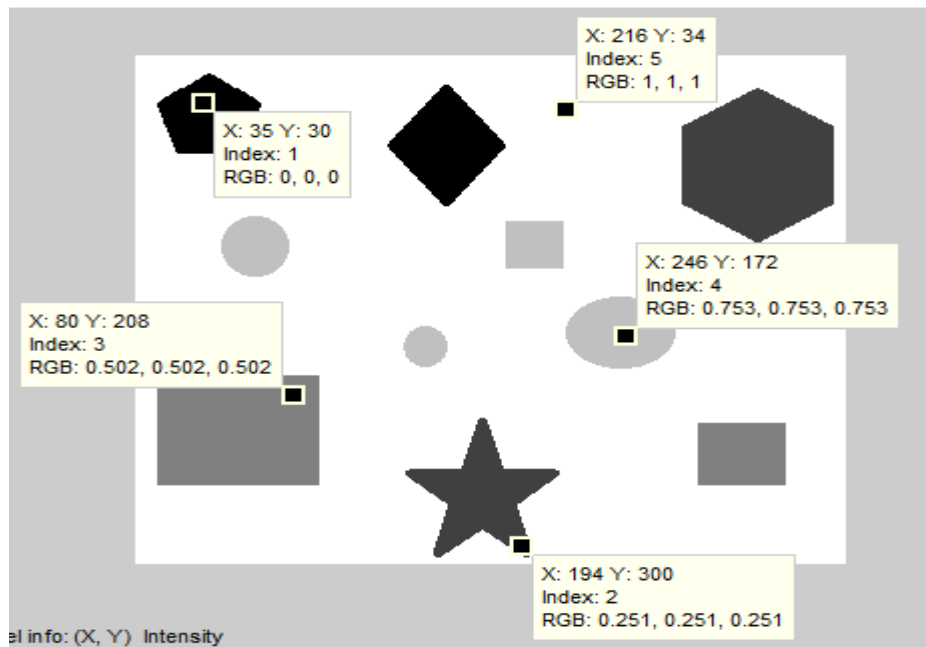 X: 216 Y: 34
Index: 5
RGB: 1, 1, 1
X: 35 Y: 30
Index: 1
RGB: 0, 0, 0
X: 246 Y: 172
Index: 4
RGB: 0.753, 0.753, 0.753
X: 80 Y: 208
Index: 3
RGB: 0.502, 0.502, 0.502
X: 194 Y: 300
Index: 2
RGB: 0.251, 0.251, 0.251
el info: (X, Y) Intensity